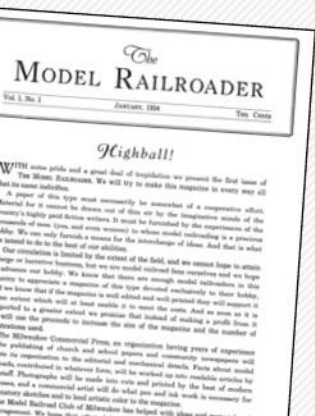 The
MODEL RAILROADER
Vol. 1, No. 1 JANUARY, 1934 Ten Cents
Highball!
WITH some pride and a great deal of trepidation we present the first issue of
THE MODEL RAILROADER. We will try to make this magazine in every way all
that its name indicates.
A paper of this type must necessarily be somewhat of a cooperative effort.
Material for it cannot be drawn out of thin air by the imaginative minds of the
country's highly paid fiction writers. It must be furnished by the experiences of the
thousands of men (yes, and even women) to whom model railroading is a precious
hobby. We can only furnish a means for the interchange of ideas. And that is what
we intend to do to the best of our abilities.
Our circulation is limited by the extent of the field, and we cannot hope to attain
large or lucrative business, but we are model railroad fans ourselves and we hope
advance our hobby. We know that there are enough model railroaders in this
country to appreciate a magazine of this type devoted exclusively to their hobby,
we know that if the magazine is well edited and well printed they will support it
an extent which will at least enable it to meet the costs. And as soon as it is
supported to a greater extent we promise that instead of making a profit from it
will use the proceeds to increase the size of the magazine and the number of
illustrations used.
The Milwaukee Commercial Press, an organization having years of experience
the publishing of church and school papers and community newspapers will
its organization to the editorial and mechanical details. Facts about model
railroads, contributed in whatever form, will be worked up into readable articles by
staff. Photographs will be made into cuts and printed by the best of modern
and a commercial artist will do what pen and ink work is necessary for
explanatory sketches and to lend artistic color to the magazine.
Model Railroad Club of Milwaukee has helped with ideas and